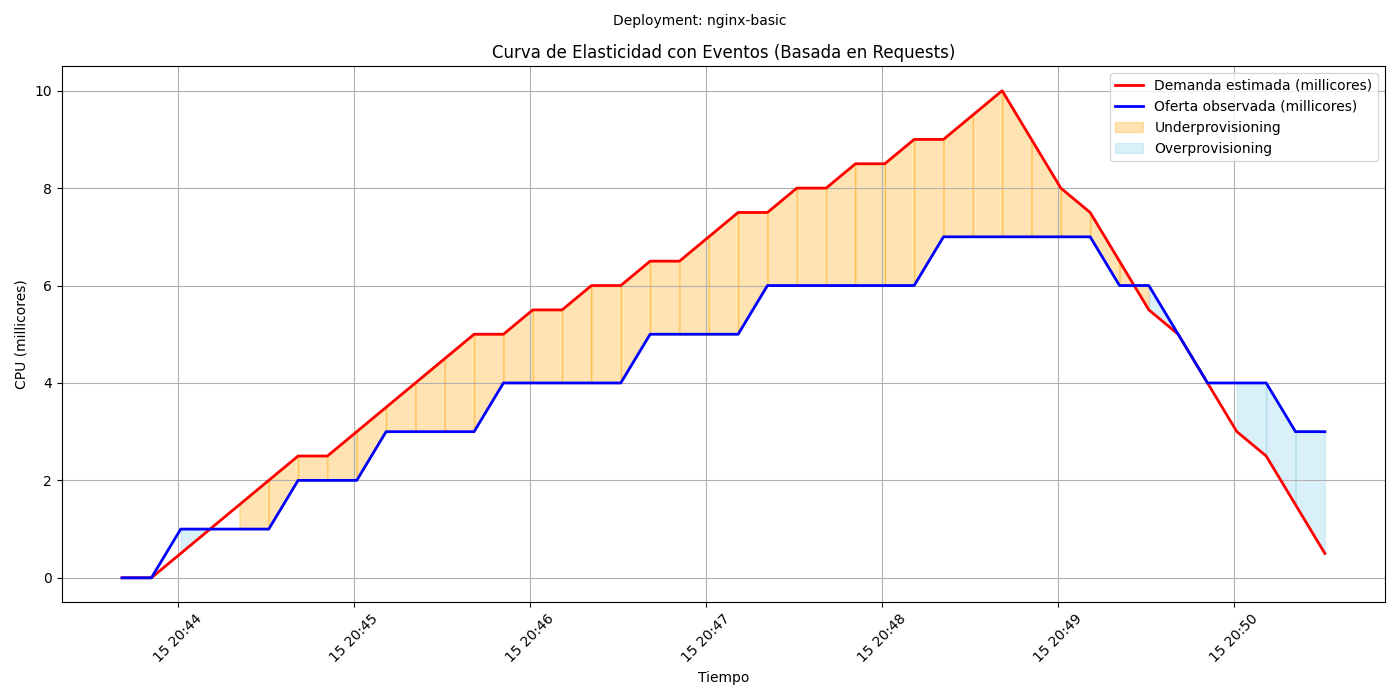 Deployment: nginx-basic
Curva de Elasticidad con Eventos (Basada en Requests)
Demanda estimada (millicores)
Oferta observada (millicores)
Underprovisioning
Overprovisioning
CPU (millicores)
10
8
6
4
2
0
15 20:44
15 20:45
15 20:46
15 20:47
15 20:48
15 20:49
15 20:50
Tiempo